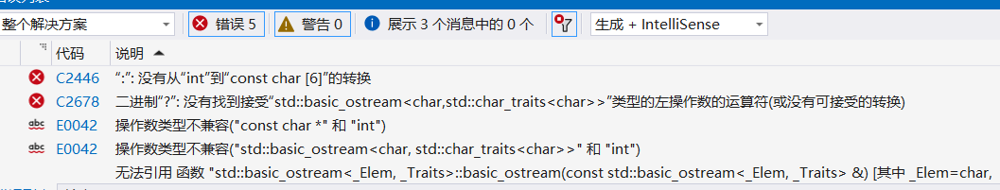 整个解决方案 错误 5 警告 0 展示 3 个消息中的 0 个 生成 + IntelliSense
代码 说明
C2446 “:”: 没有从“int”到“const char [6]”的转换
C2678 二进制“?”: 没有找到接受“std::basic_ostream<char,std::char_traits<char>>”类型的左操作数的运算符(或没有可接受的转换)
abc E0042 操作数类型不兼容("const char *" 和 "int")
abc E0042 操作数类型不兼容("std::basic_ostream<char, std::char_traits<char>>" 和 "int")
无法引用 函数 "std::basic_ostream<_Elem, _Traits>::basic_ostream(const std::basic_ostream<_Elem, _Traits> &) [其中 _Elem=char,